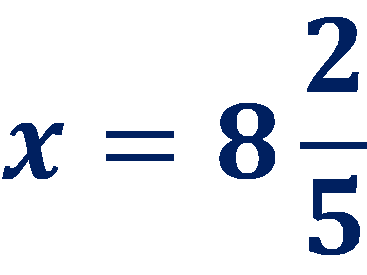 x = 8 2/5